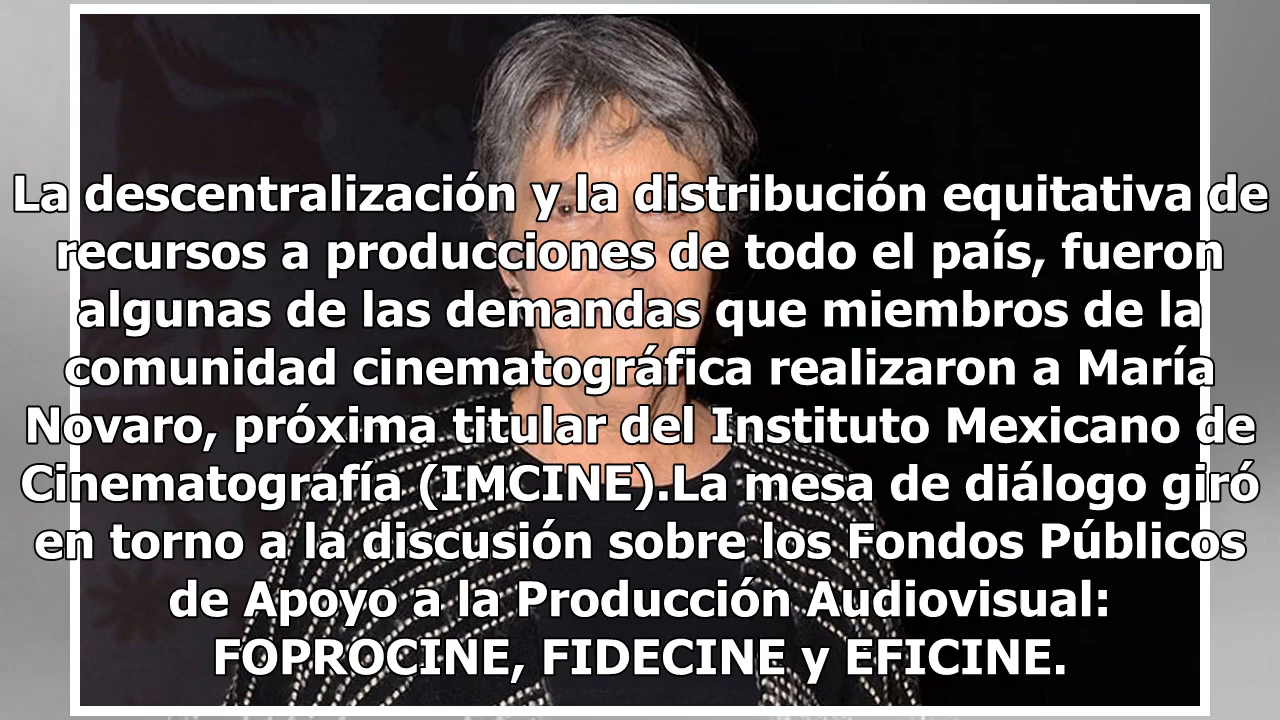 La descentralización y la distribución equitativa de
recursos a producciones de todo el país, fueron
algunas de las demandas que miembros de la
comunidad cinematográfica realizaron a María
Novaro, próxima titular del Instituto Mexicano de
Cinematografía (IMCINE).La mesa de diálogo giró
en torno a la discusión sobre los Fondos Públicos
de Apoyo a la Producción Audiovisual:
FOPROCINE, FIDECINE y EFICINE.